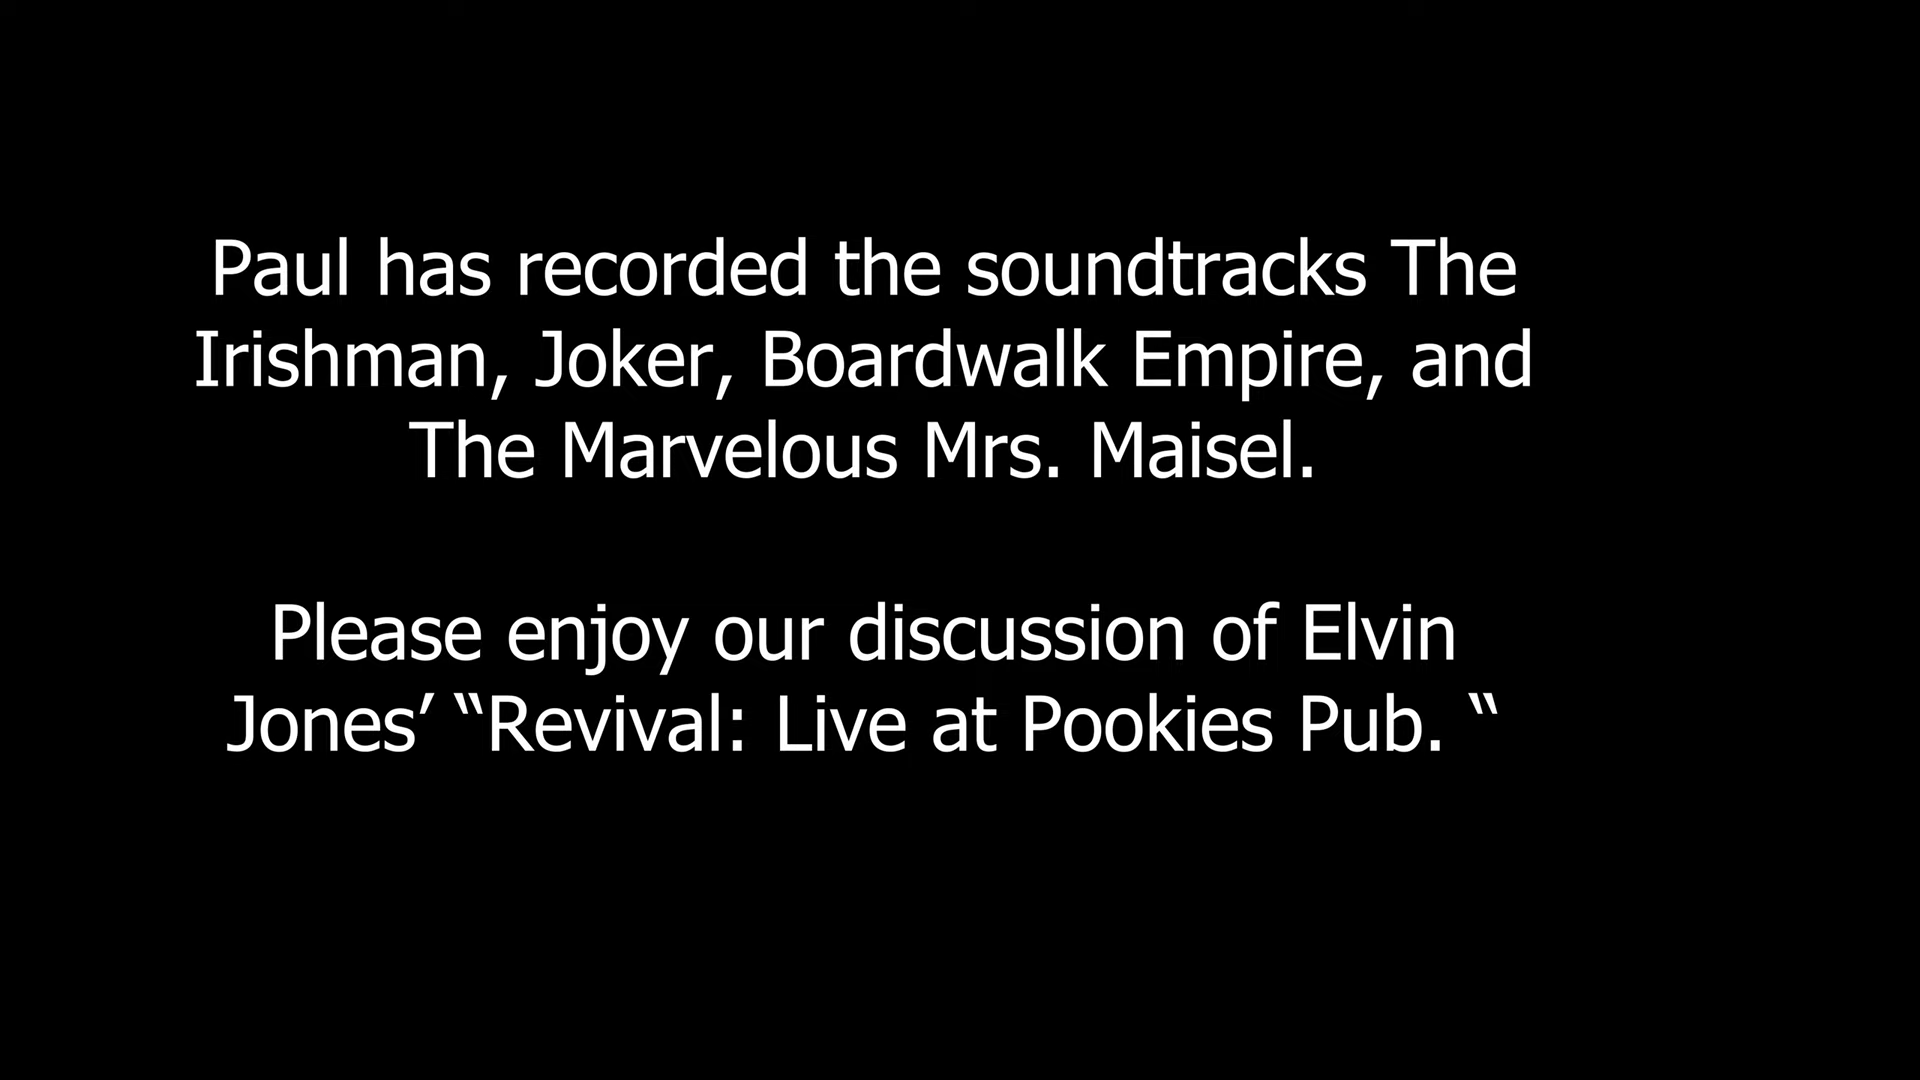 Paul has recorded the soundtracks The
Irishman, Joker, Boardwalk Empire, and
The Marvelous Mrs. Maisel.
Please enjoy our discussion of Elvin
Jones’ “Revival: Live at Pookies Pub. “